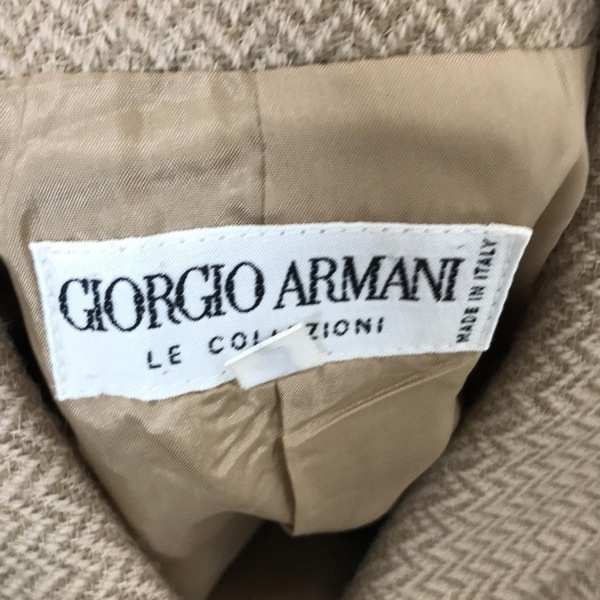 GIORGIO ARMANI
LE COLLEZIONI
MADE IN ITALY